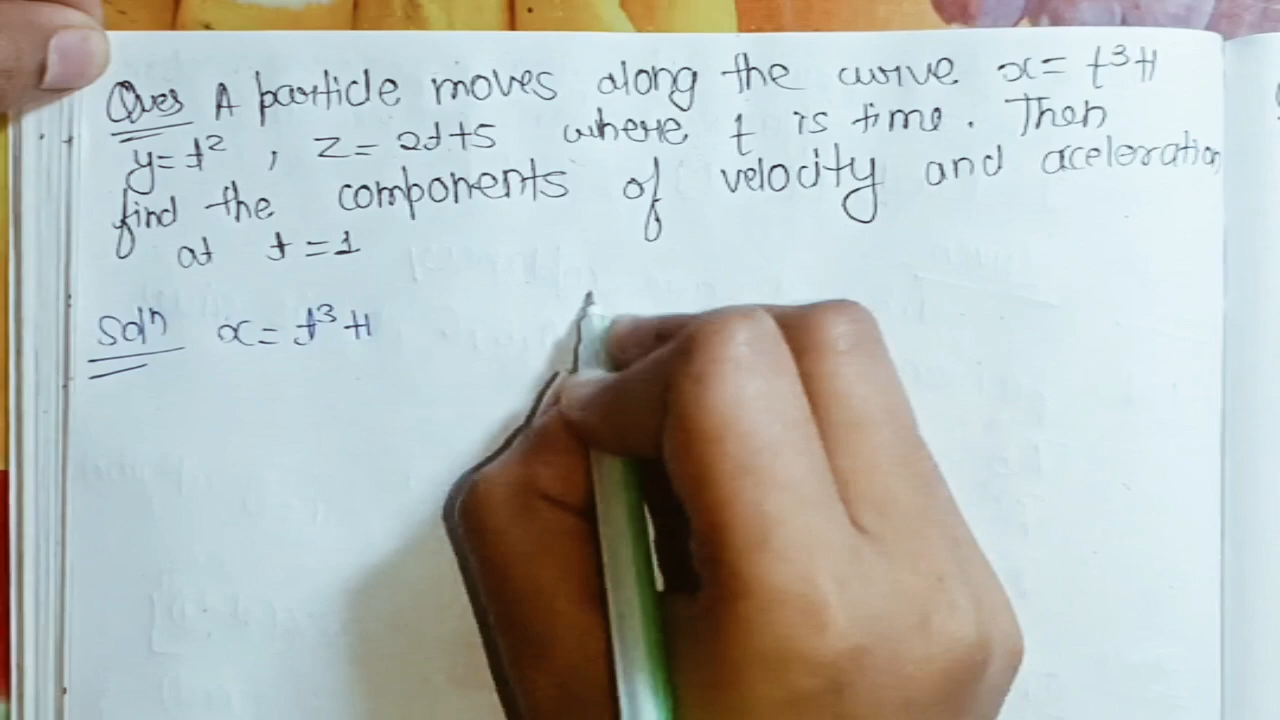 Ques A particle moves along the curve x = t³+1
y = t² , z = 2t+5 where t is time. Then
find the components of velocity and aceleration
at t = 1
Solⁿ x = t³+1